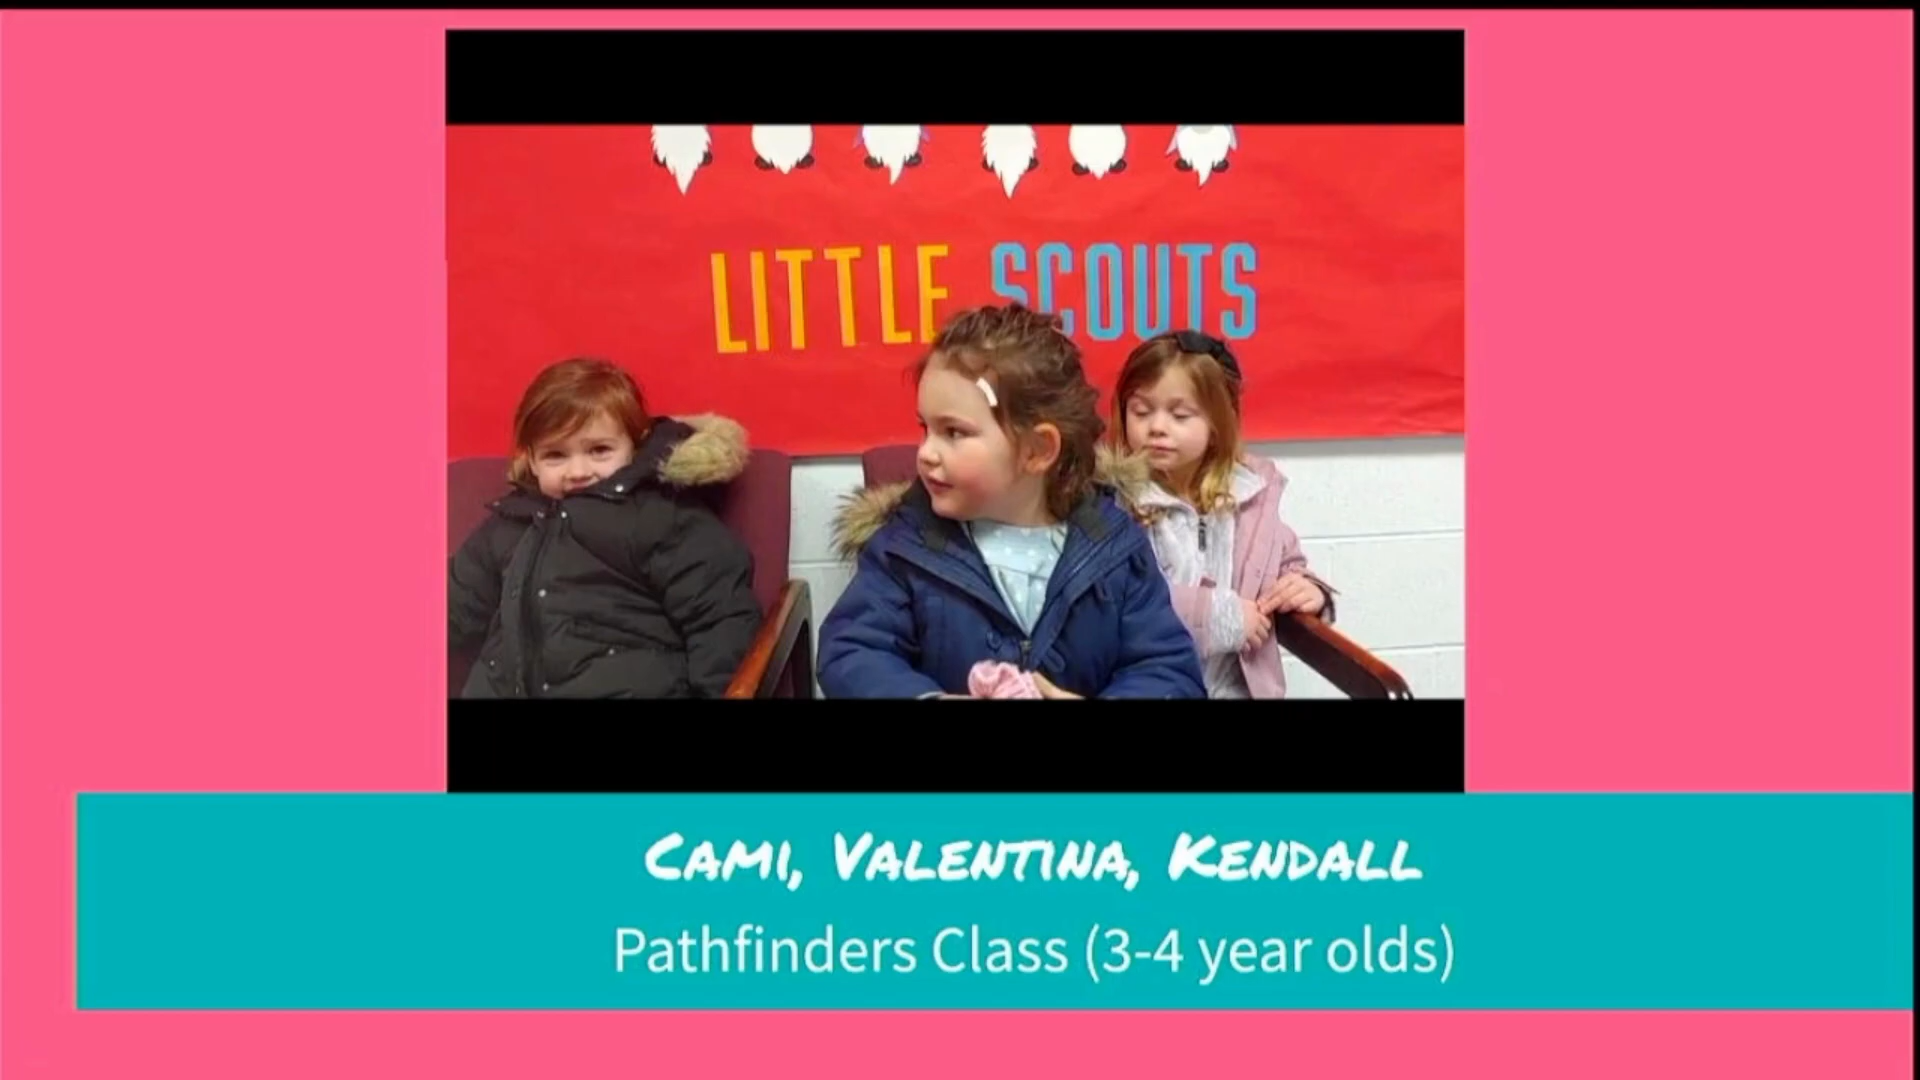 LITTLE SCOUTS
Cami, Valentina, Kendall
Pathfinders Class (3-4 year olds)